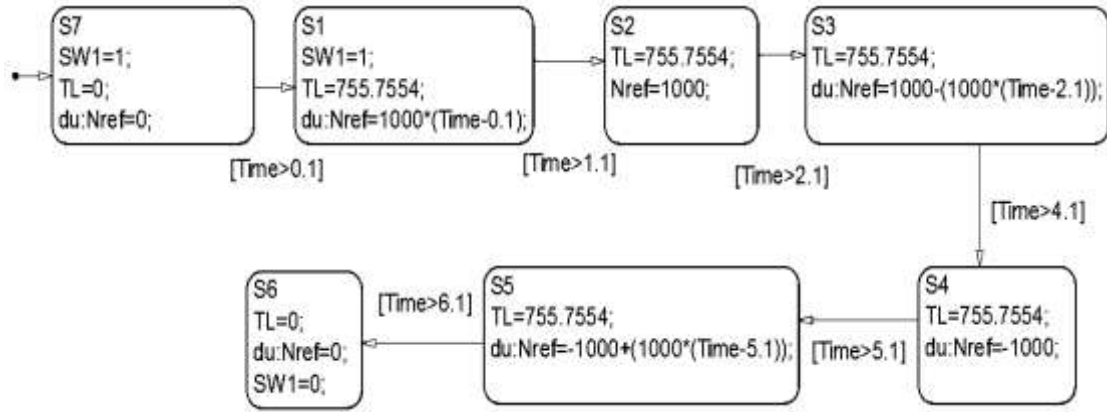 S7
SW1=1;
TL=0;
du:Nref=0;
[Time>0.1]
S1
SW1=1;
TL=755.7554;
du:Nref=1000*(Time-0.1);
[Time>1.1]
S2
TL=755.7554;
Nref=1000;
[Time>2.1]
S3
TL=755.7554;
du:Nref=1000-(1000*(Time-2.1));
[Time>4.1]
S4
TL=755.7554;
du:Nref=-1000;
[Time>5.1]
S5
TL=755.7554;
du:Nref=-1000+(1000*(Time-5.1));
[Time>6.1]
S6
TL=0;
du:Nref=0;
SW1=0;